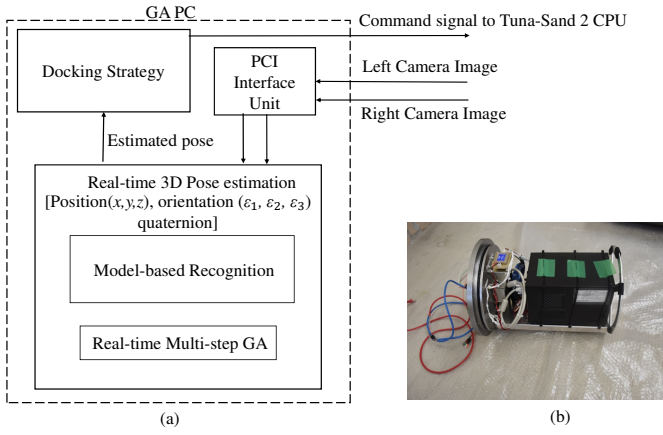 GA PC
Command signal to Tuna-Sand 2 CPU
Docking Strategy
PCI
Interface
Unit
Left Camera Image
Right Camera Image
Estimated pose
Real-time 3D Pose estimation
[Position(x,y,z), orientation (ε₁, ε₂, ε₃)
quaternion]
Model-based Recognition
Real-time Multi-step GA
(a)
(b)